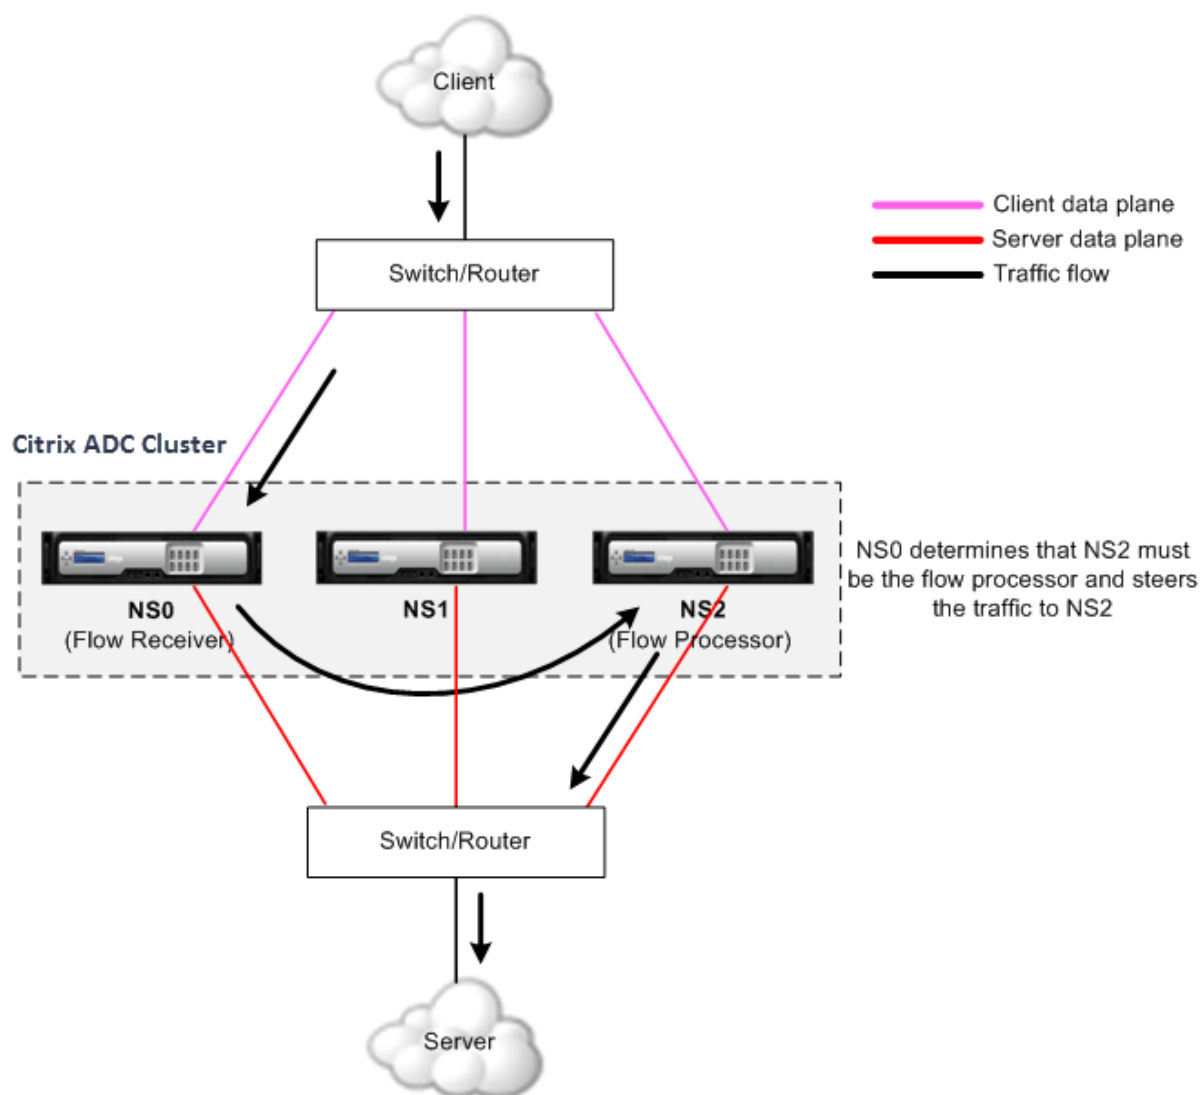 Client
Client data plane
Server data plane
Traffic flow
Switch/Router
Citrix ADC Cluster
NS0
(Flow Receiver)
NS1
NS2
(Flow Processor)
NS0 determines that NS2 must
be the flow processor and steers
the traffic to NS2
Switch/Router
Server